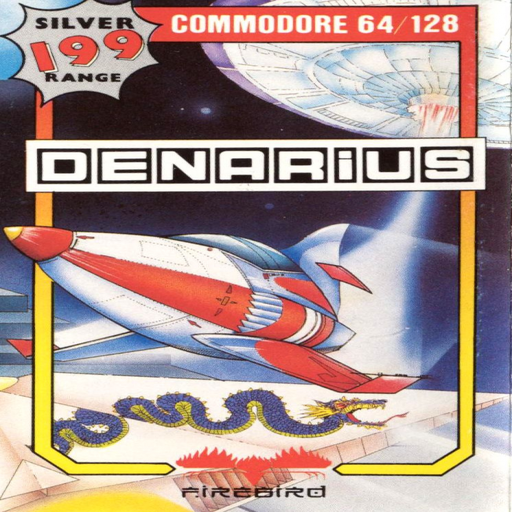 SILVER
199
RANGE
COMMODORE 64/128
DENARiUS
FIREBIRD